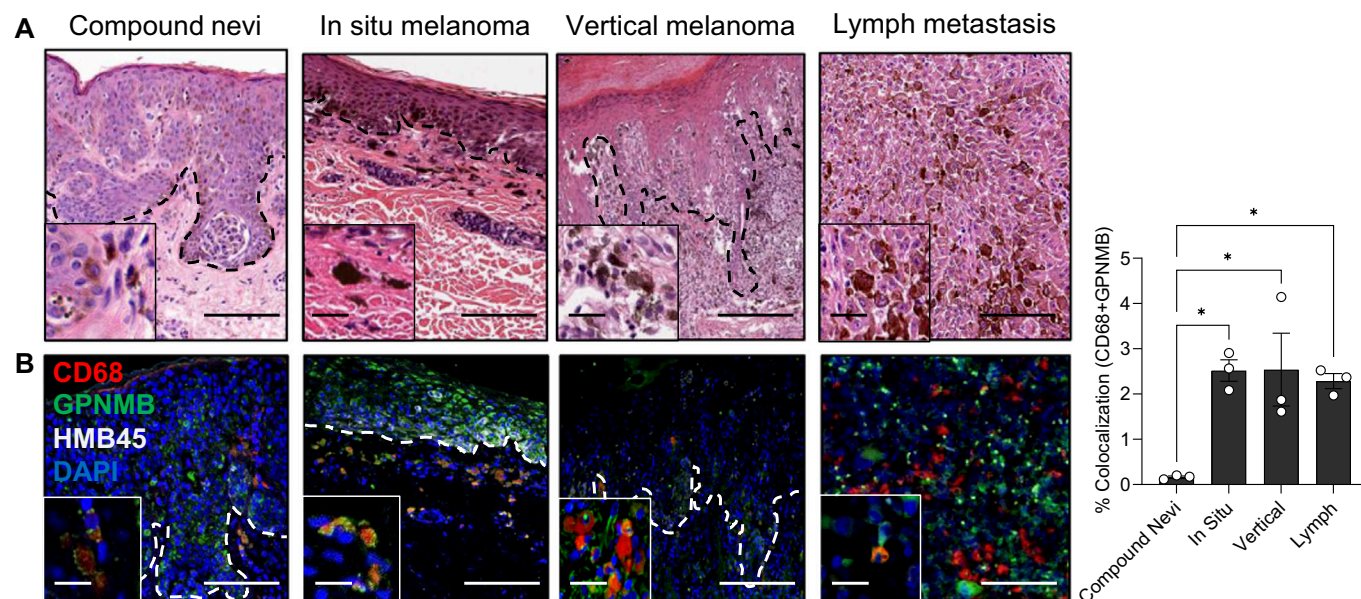 A
Compound nevi
In situ melanoma
Vertical melanoma
Lymph metastasis
B
CD68
GPNMB
HMB45
DAPI
% Colocalization (CD68+GPNMB)
5
4
3
2
1
0
*
*
*
Compound Nevi
In Situ
Vertical
Lymph